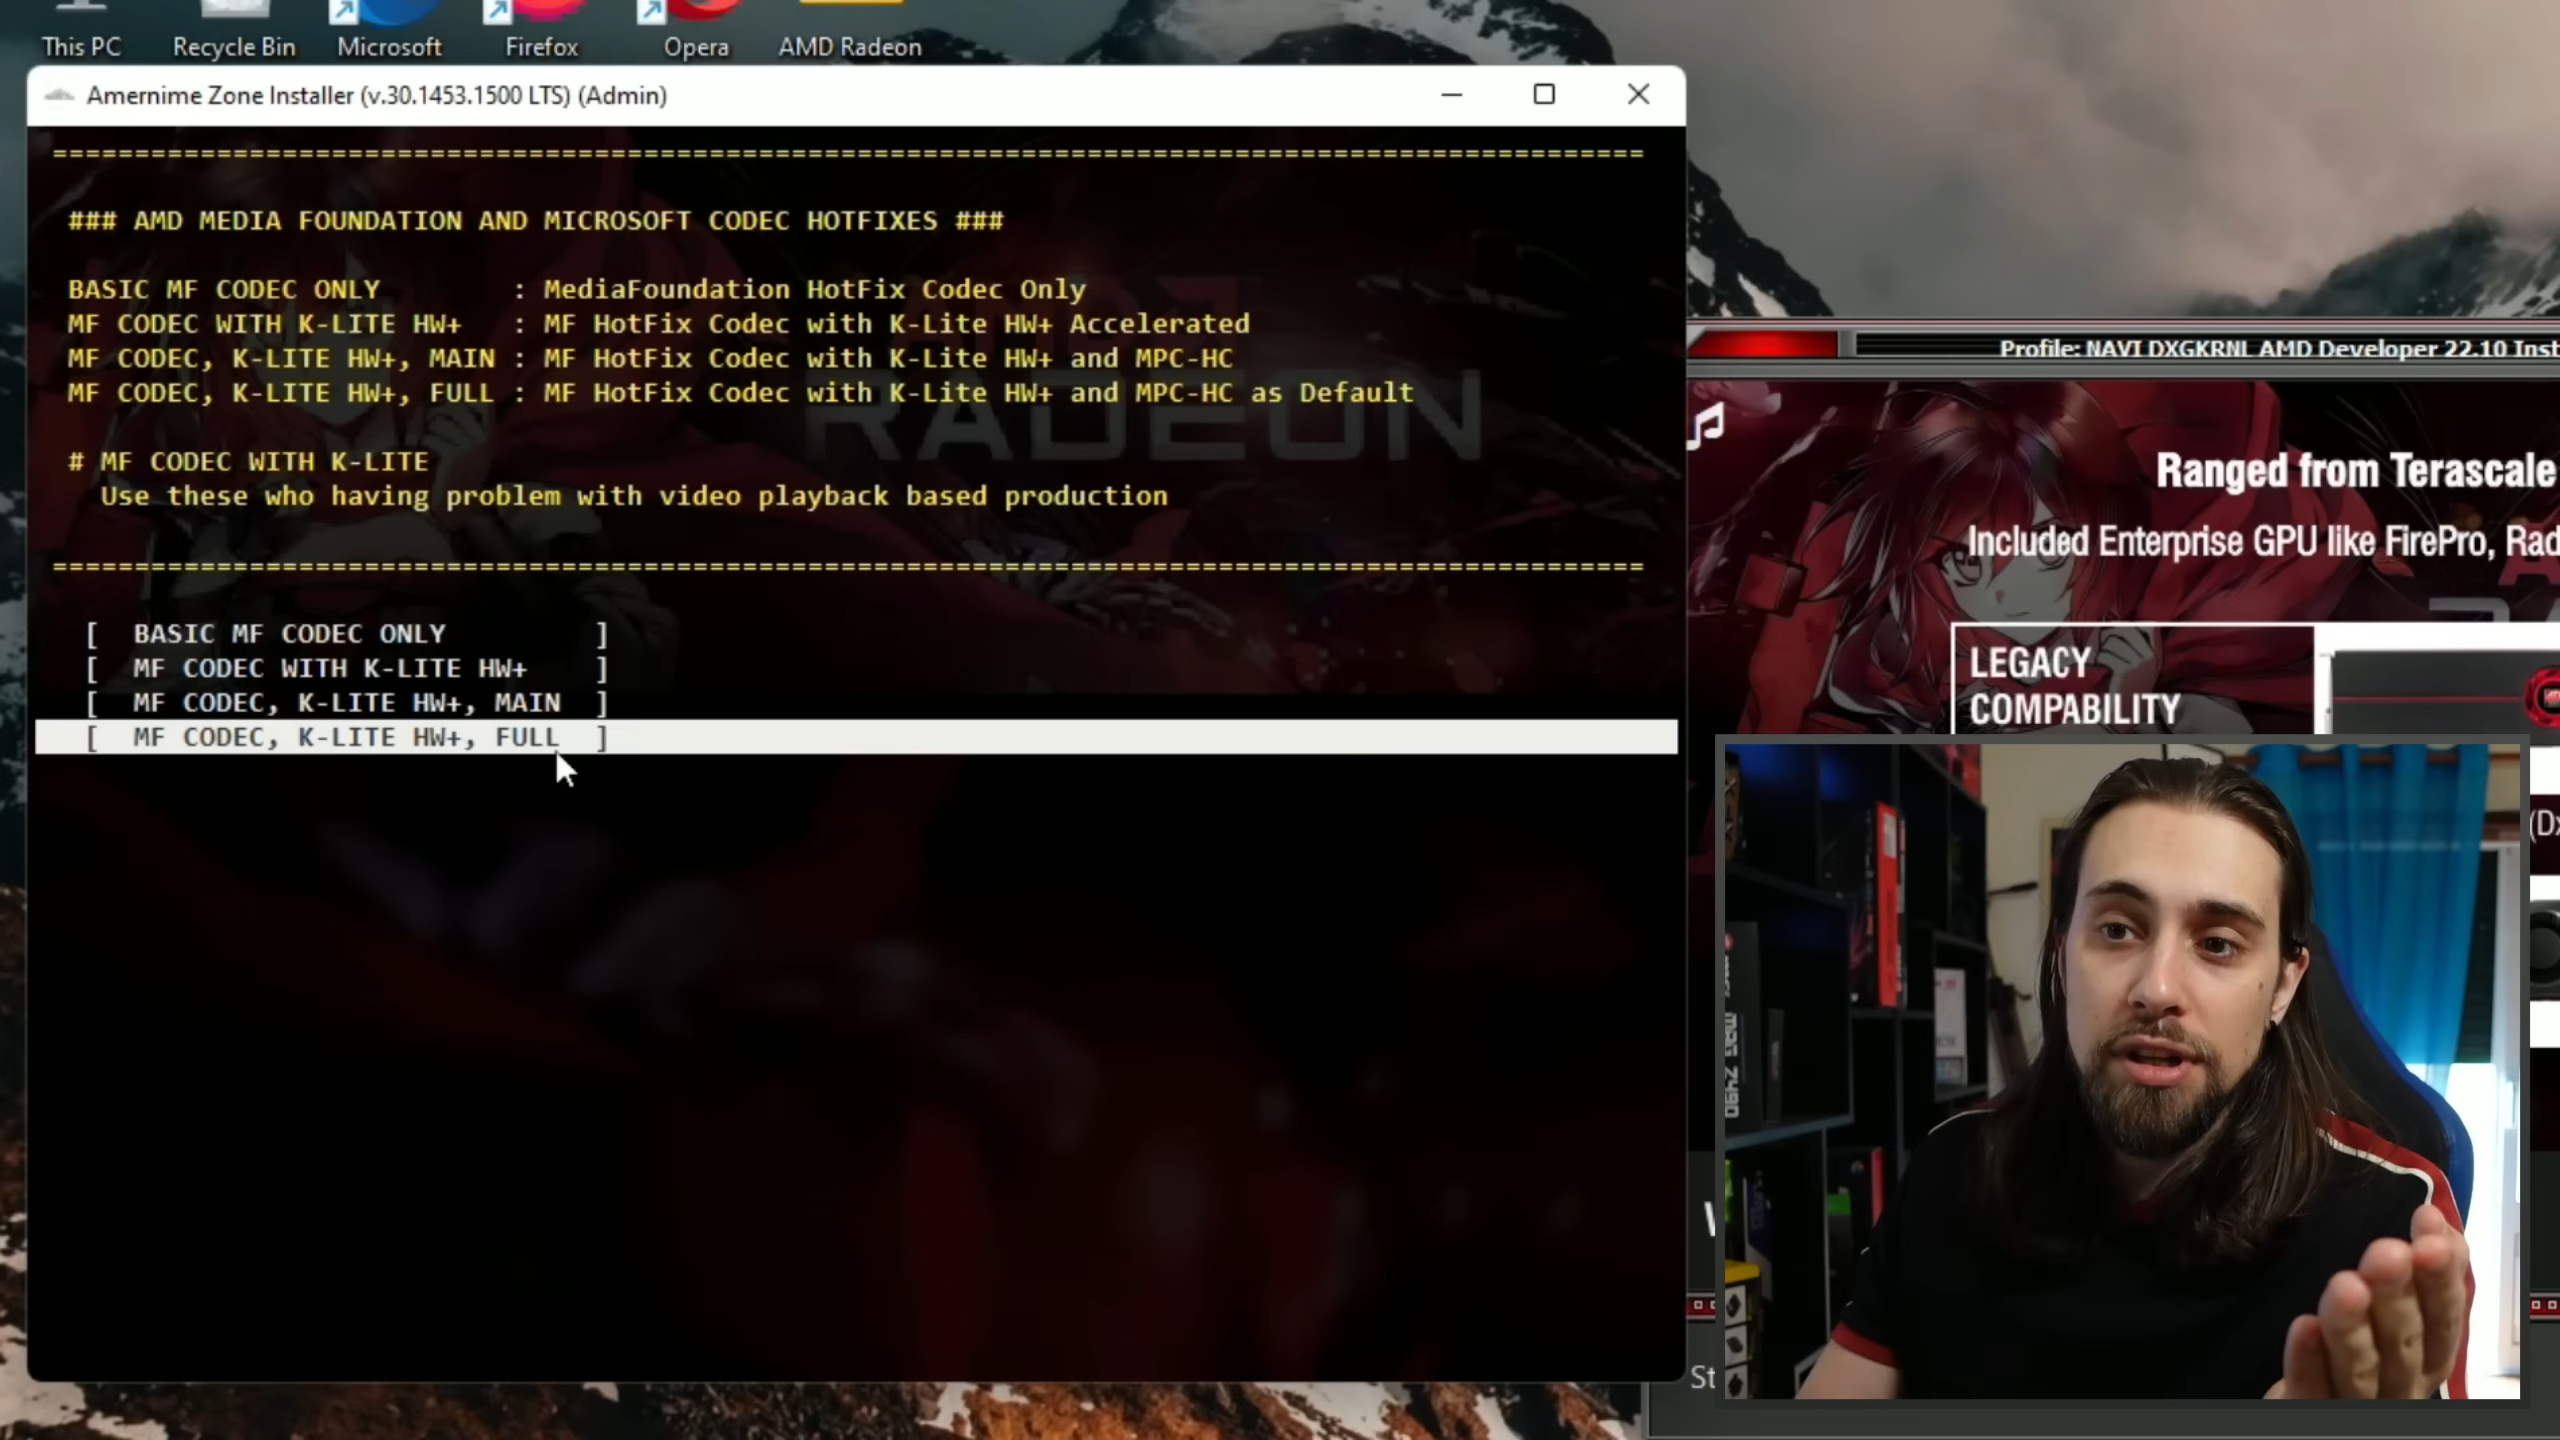 This PC
Recycle Bin
Microsoft
Firefox
Opera
AMD Radeon
Amernime Zone Installer (v.30.1453.1500 LTS) (Admin)
### AMD MEDIA FOUNDATION AND MICROSOFT CODEC HOTFIXES ###
BASIC MF CODEC ONLY : MediaFoundation HotFix Codec Only
MF CODEC WITH K-LITE HW+ : MF HotFix Codec with K-Lite HW+ Accelerated
MF CODEC, K-LITE HW+, MAIN : MF HotFix Codec with K-Lite HW+ and MPC-HC
MF CODEC, K-LITE HW+, FULL : MF HotFix Codec with K-Lite HW+ and MPC-HC as Default
# MF CODEC WITH K-LITE
Use these who having problem with video playback based production
[ BASIC MF CODEC ONLY ]
[ MF CODEC WITH K-LITE HW+ ]
[ MF CODEC, K-LITE HW+, MAIN ]
[ MF CODEC, K-LITE HW+, FULL ]
RADEON
Profile: NAVI DXGKRNL AMD Developer 22.10 Inst
Ranged from Terascale
Included Enterprise GPU like FirePro, Rad
LEGACY
COMPABILITY
(Dx
St